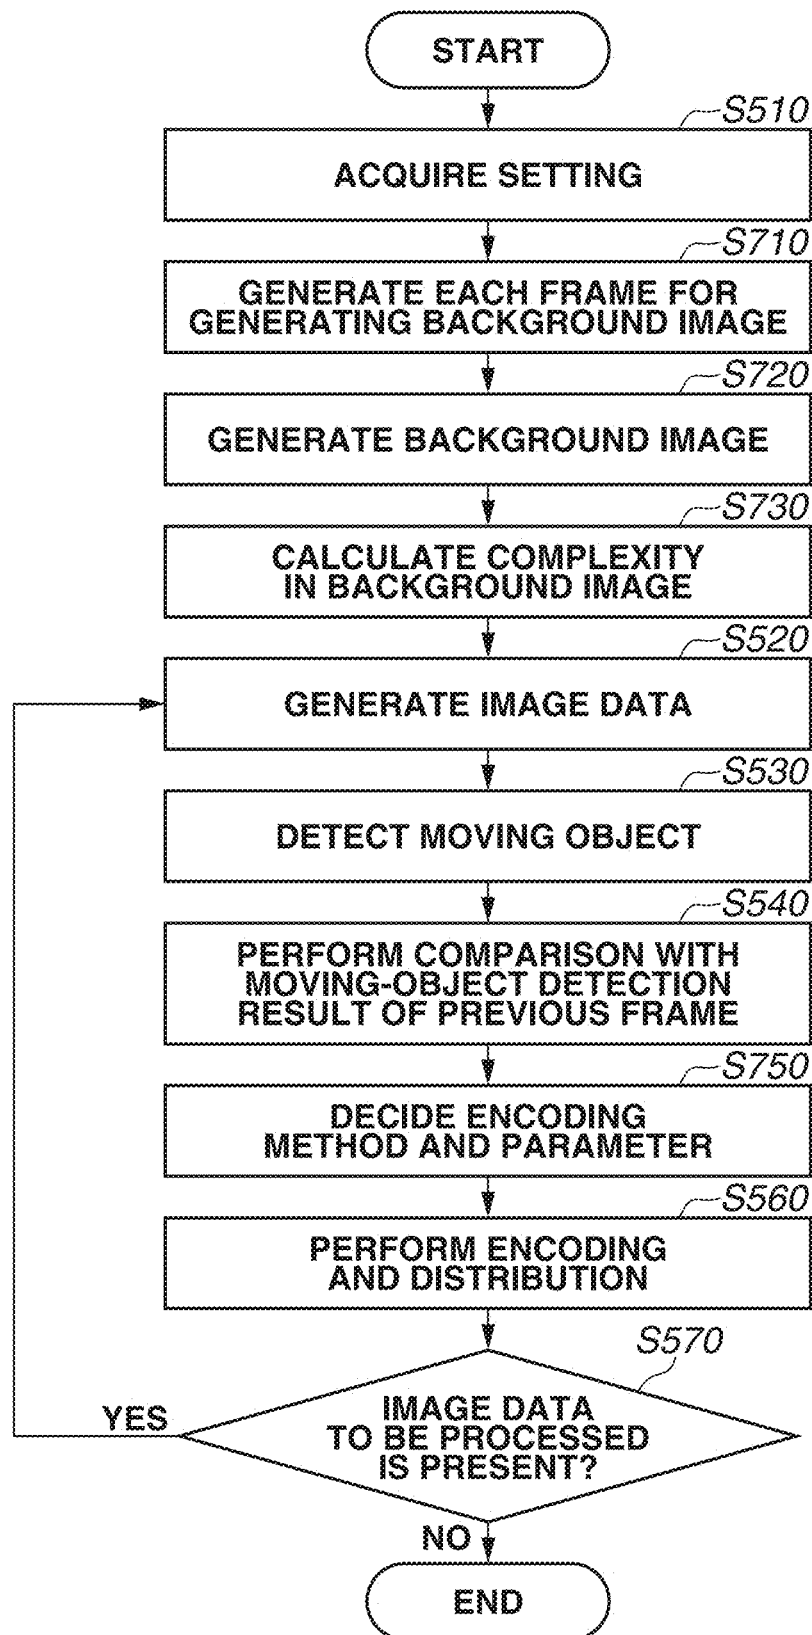 START
S510
ACQUIRE SETTING
S710
GENERATE EACH FRAME FOR
GENERATING BACKGROUND IMAGE
S720
GENERATE BACKGROUND IMAGE
S730
CALCULATE COMPLEXITY
IN BACKGROUND IMAGE
S520
GENERATE IMAGE DATA
S530
DETECT MOVING OBJECT
S540
PERFORM COMPARISON WITH
MOVING-OBJECT DETECTION
RESULT OF PREVIOUS FRAME
S750
DECIDE ENCODING
METHOD AND PARAMETER
S560
PERFORM ENCODING
AND DISTRIBUTION
S570
YES
IMAGE DATA
TO BE PROCESSED
IS PRESENT?
NO
END